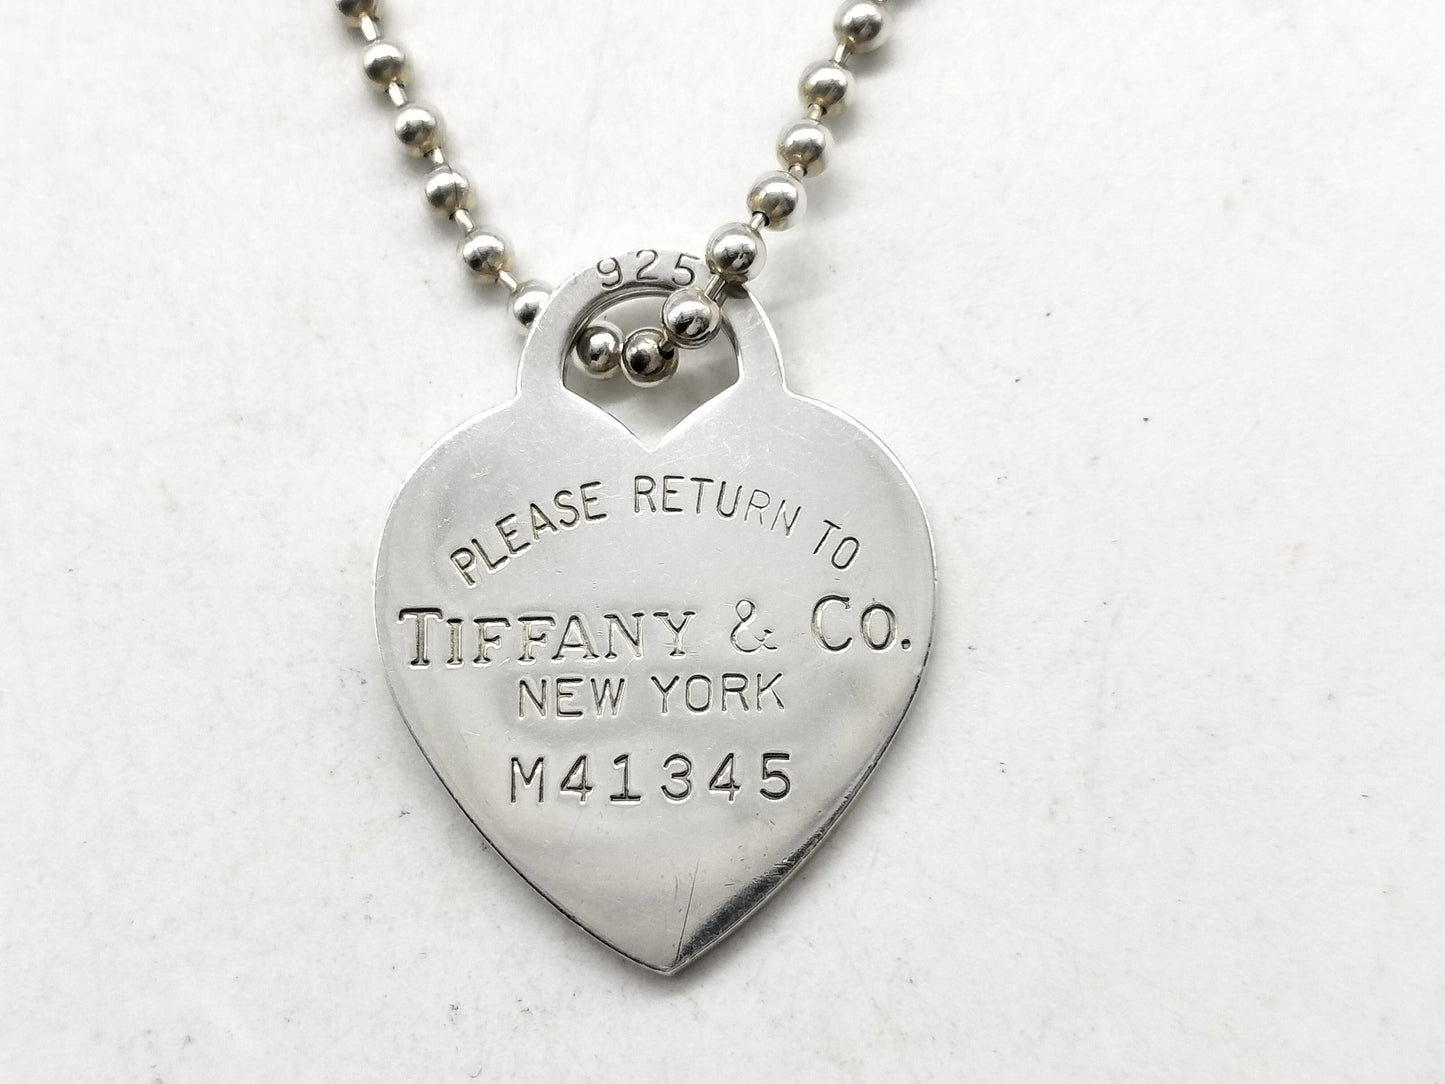 925
PLEASE RETURN TO
TIFFANY & CO.
NEW YORK
M41345